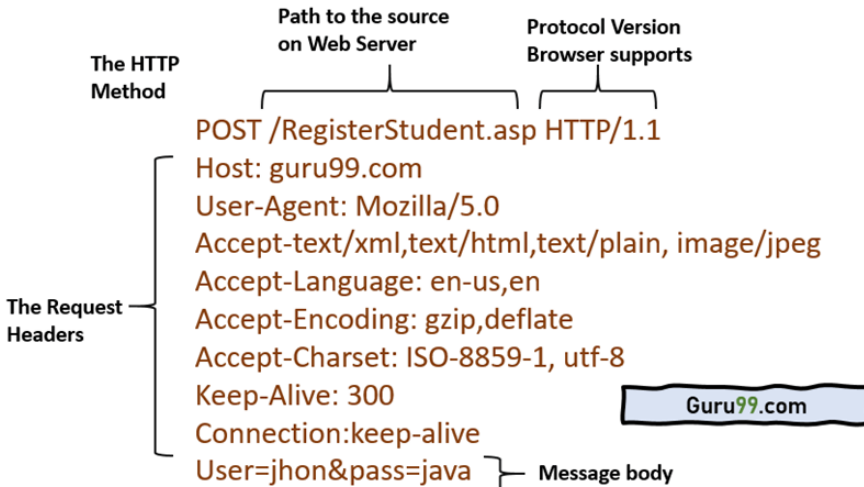 Path to the source
on Web Server
Protocol Version
Browser supports
The HTTP
Method
POST /RegisterStudent.asp HTTP/1.1
Host: guru99.com
User-Agent: Mozilla/5.0
Accept-text/xml,text/html,text/plain, image/jpeg
Accept-Language: en-us,en
Accept-Encoding: gzip,deflate
The Request
Headers
Accept-Charset: ISO-8859-1, utf-8
Keep-Alive: 300
Connection:keep-alive
Guru99.com
User=jhon&pass=java
Message body